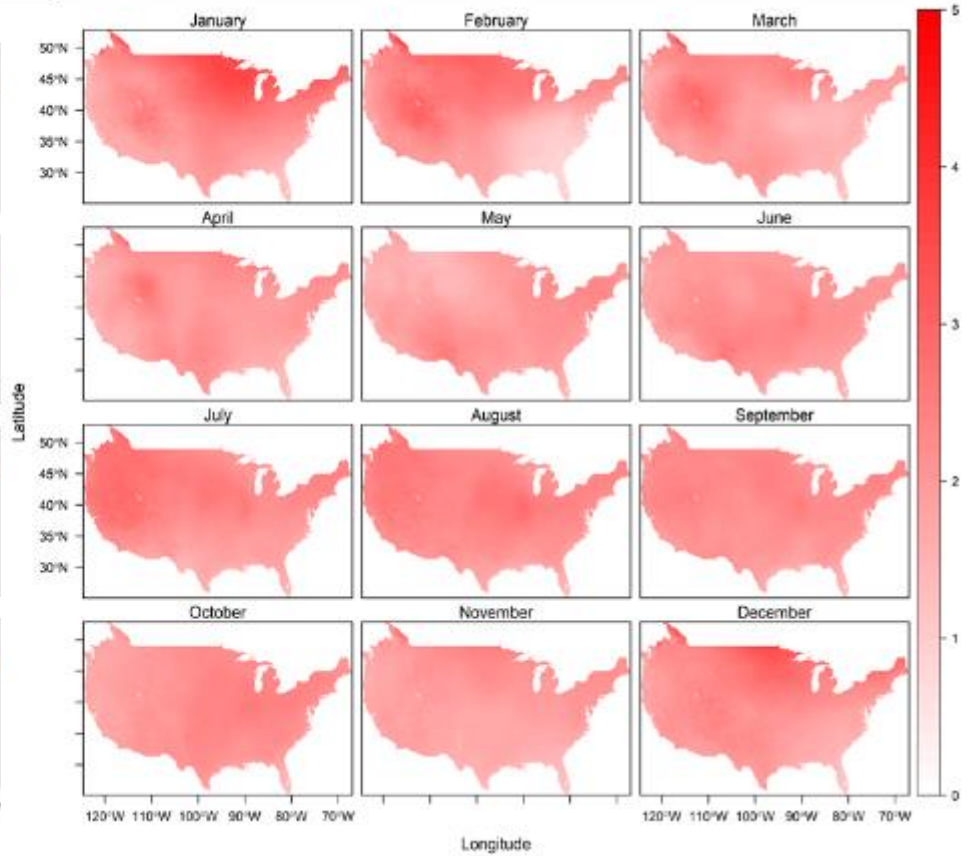 January February March
5
50°N
45°N
40°N
35°N
30°N
4
April May June
3
Latitude
July August September
50°N
45°N
40°N
35°N
30°N
2
October November December
1
0
120°W 110°W 100°W 90°W 80°W 70°W 120°W 110°W 100°W 90°W 80°W 70°W
Longitude